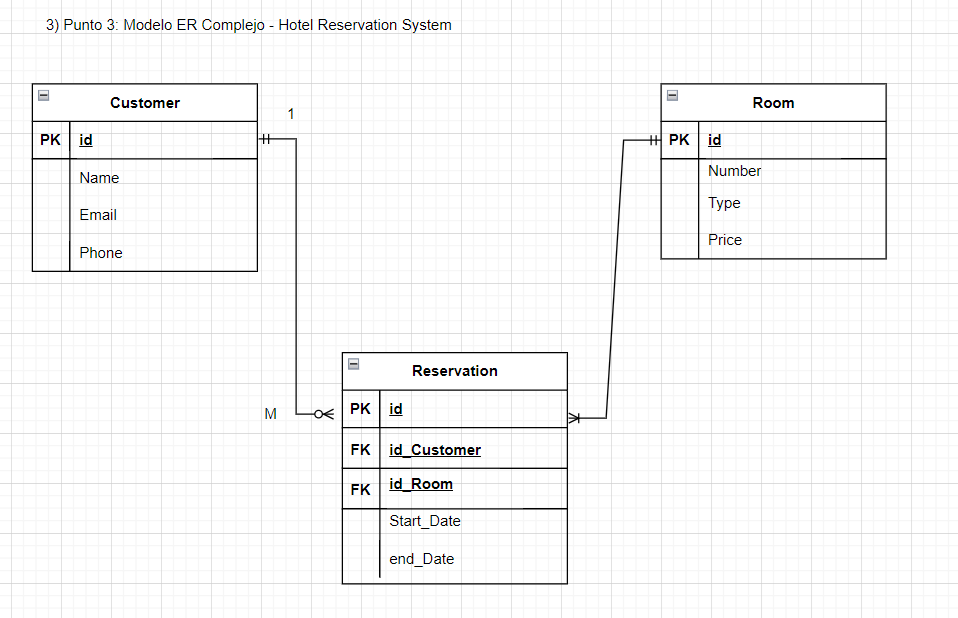 3) Punto 3: Modelo ER Complejo - Hotel Reservation System
Customer
PK id
Name
Email
Phone
1
M
Room
PK id
Number
Type
Price
Reservation
PK id
FK id_Customer
FK id_Room
Start_Date
end_Date